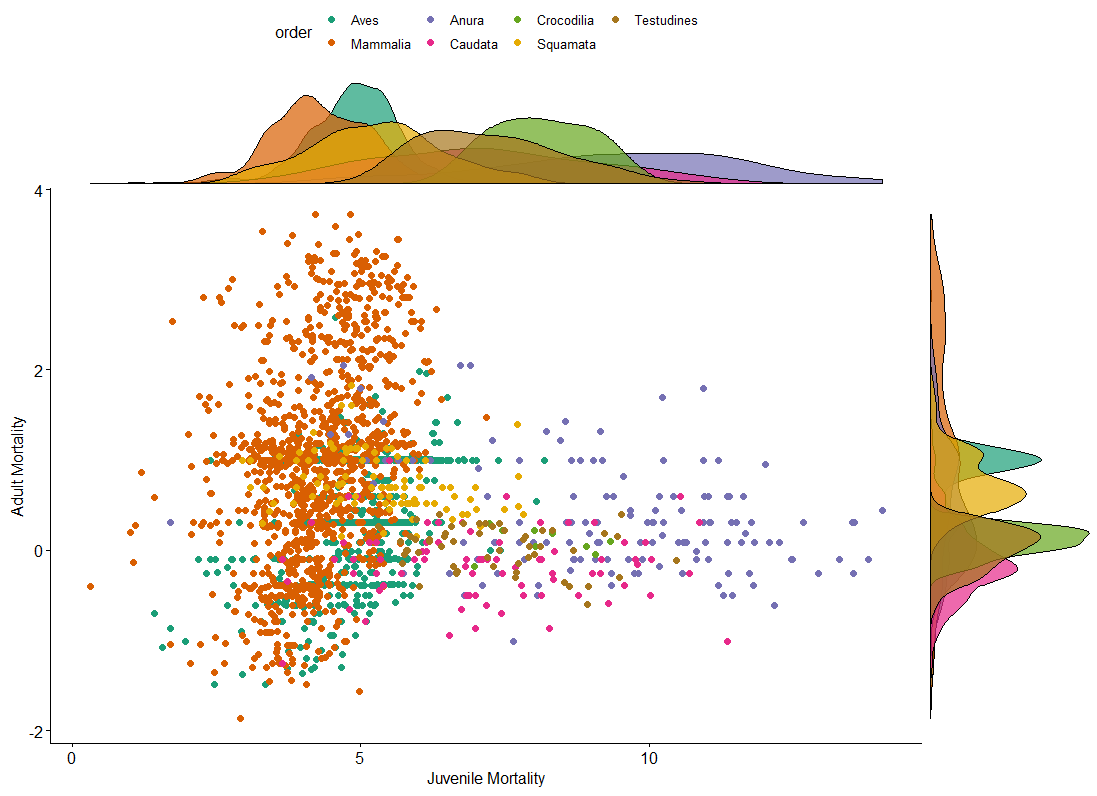 order
Aves Anura Crocodilia Testudines
Mammalia Caudata Squamata
4
2
0
-2
Adult Mortality
0 5 10
Juvenile Mortality